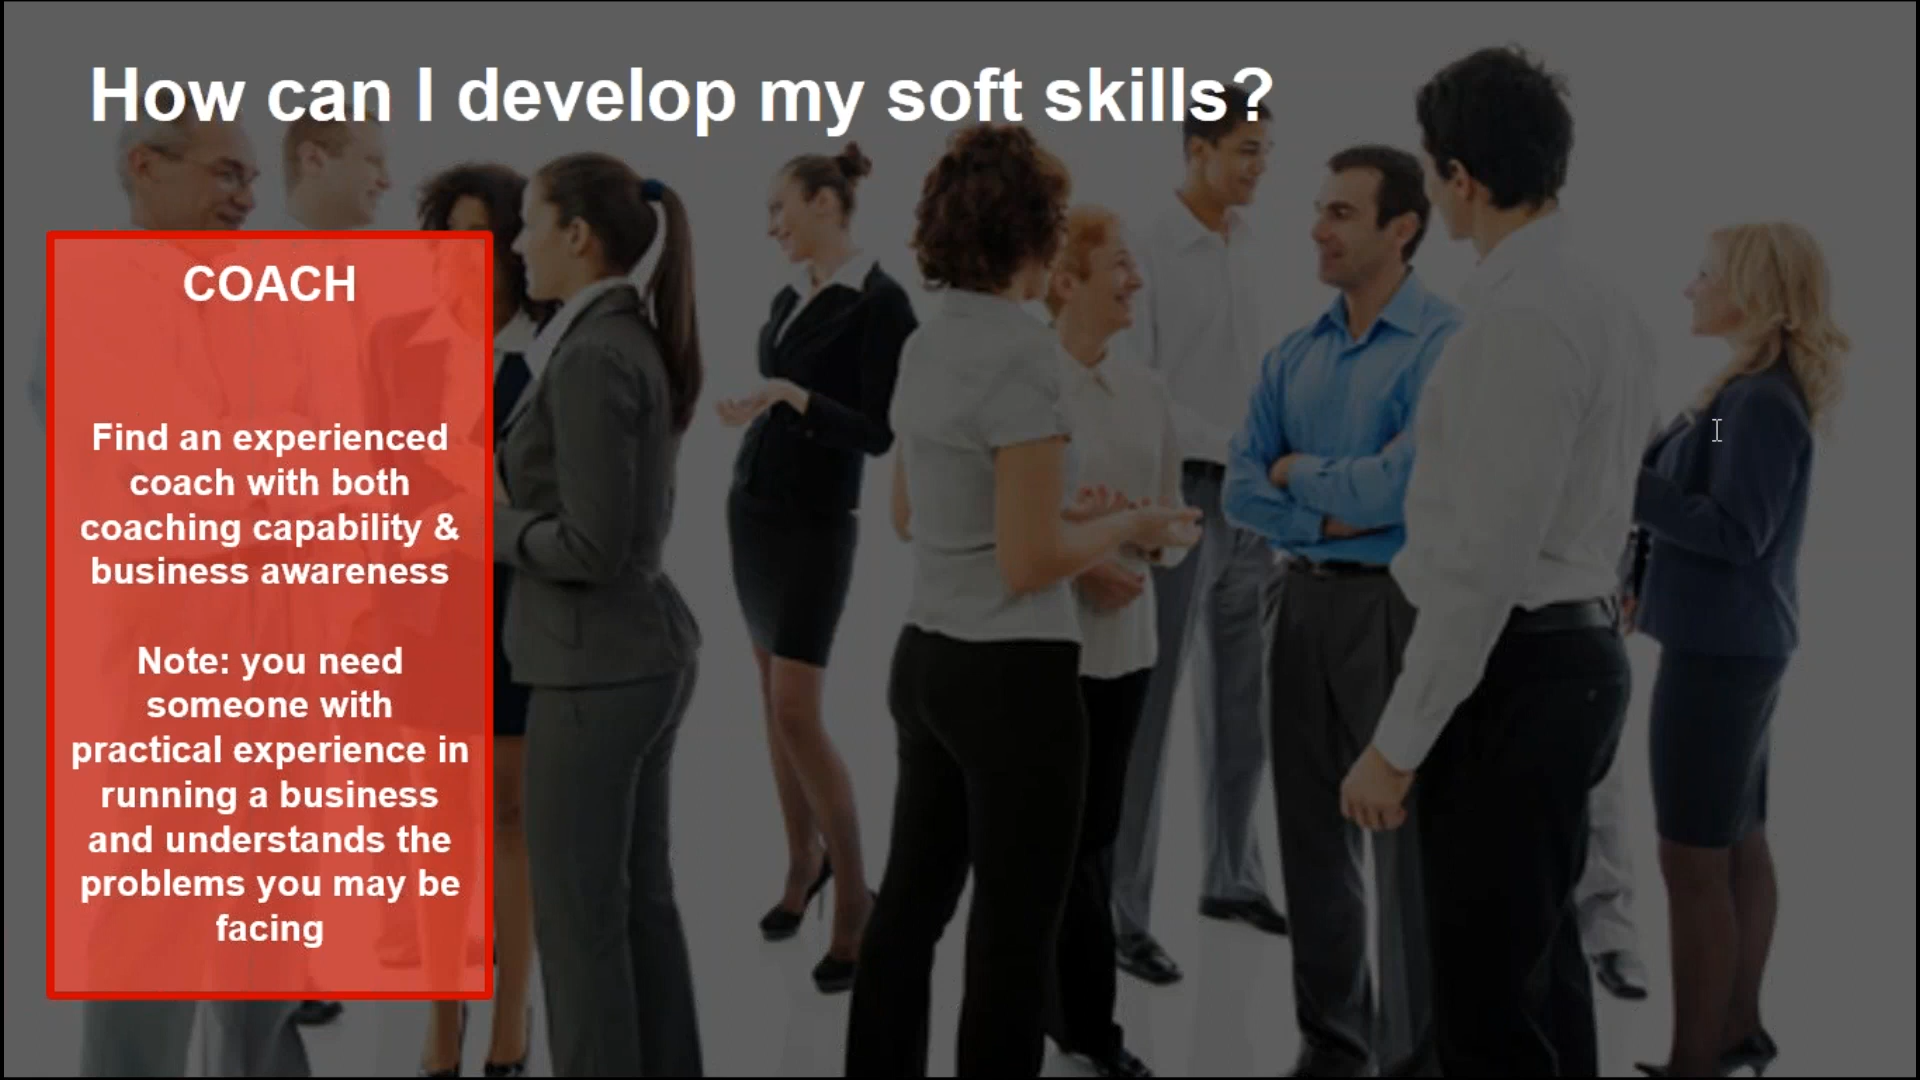 How can I develop my soft skills?
COACH
Find an experienced
coach with both
coaching capability &
business awareness
Note: you need
someone with
practical experience in
running a business
and understands the
problems you may be
facing